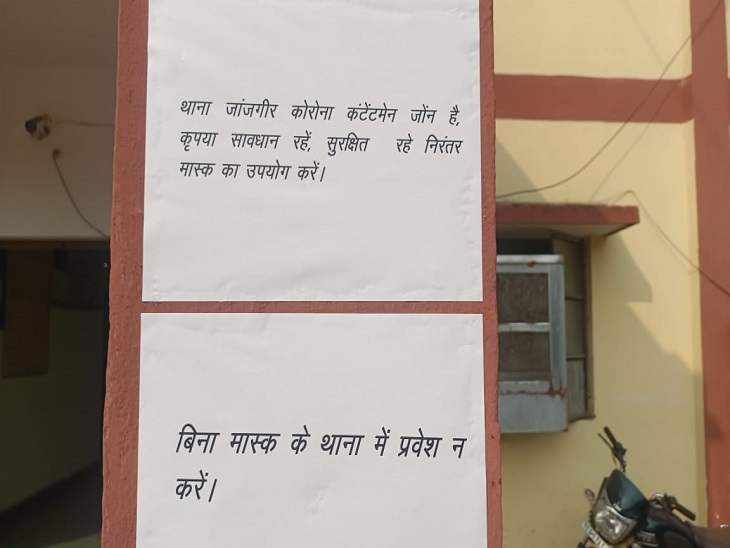 थाना जांजगीर कोरोना कंटेंटमेन जोंन है,
कृपया सावधान रहें, सुरक्षित रहे निरंतर
मास्क का उपयोग करें।
बिना मास्क के थाना में प्रवेश न
करें।